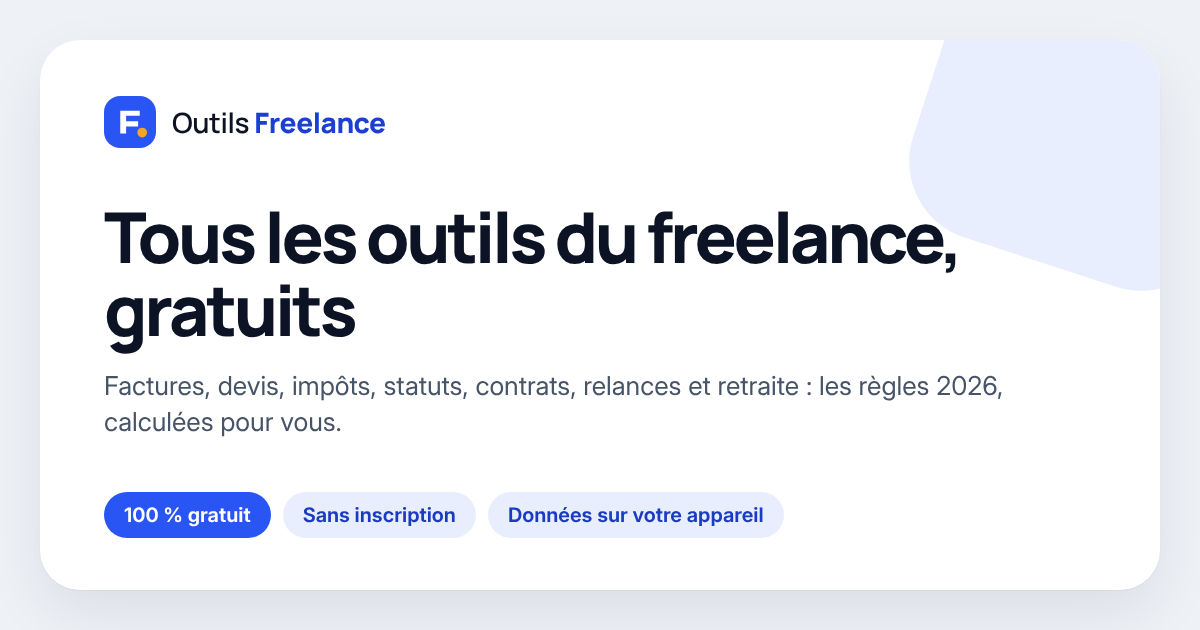 F.
Outils Freelance
Tous les outils du freelance,
gratuits
Factures, devis, impôts, statuts, contrats, relances et retraite : les règles 2026,
calculées pour vous.
100 % gratuit
Sans inscription
Données sur votre appareil